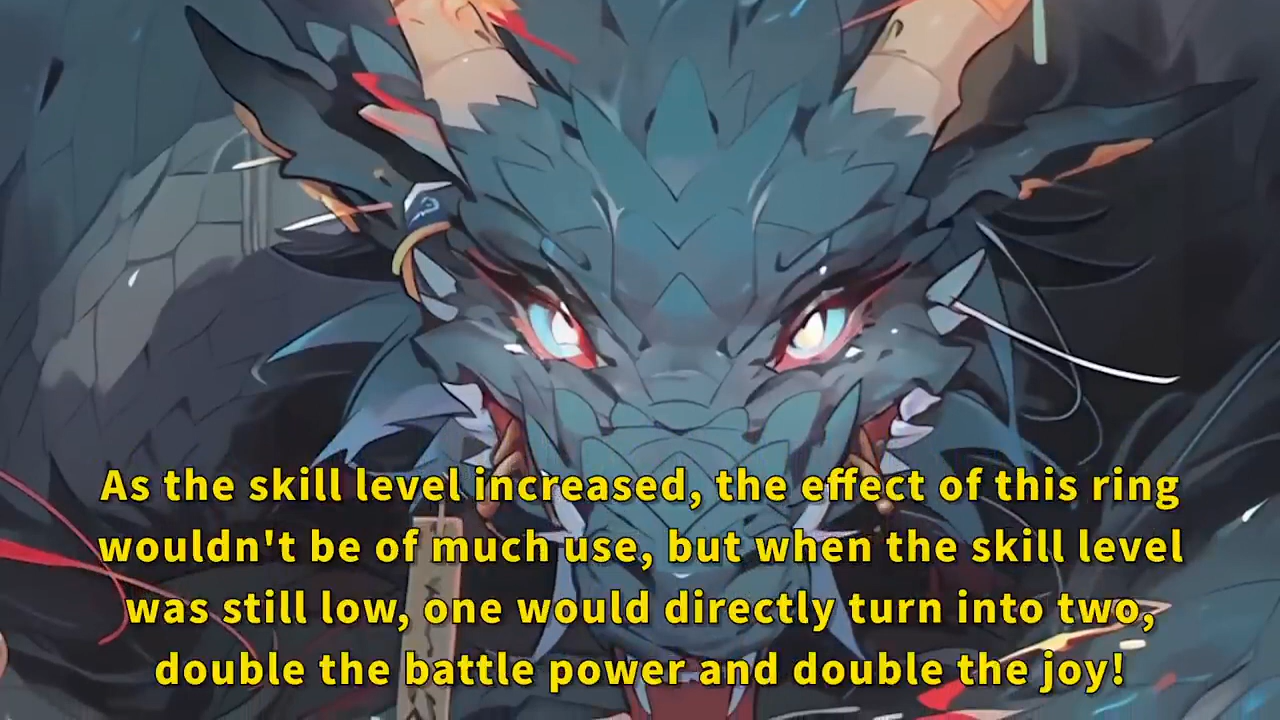 As the skill level increased, the effect of this ring
wouldn't be of much use, but when the skill level
was still low, one would directly turn into two,
double the battle power and double the joy!